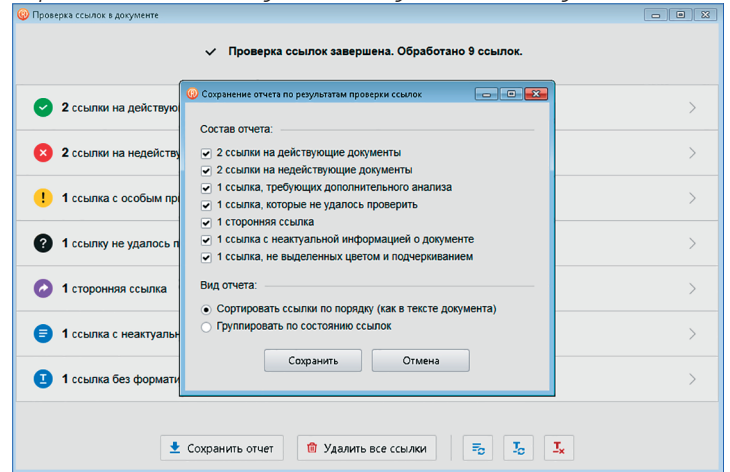 Проверка ссылок в документе
Проверка ссылок завершена. Обработано 9 ссылок.
Сохранение отчета по результатам проверки ссылок
Состав отчета:
2 ссылки на действующие документы
2 ссылки на недействующие документы
1 ссылка, требующих дополнительного анализа
1 ссылка, которые не удалось проверить
1 сторонняя ссылка
1 ссылка с неактуальной информацией о документе
1 ссылка, не выделенных цветом и подчеркиванием
Вид отчета:
Сортировать ссылки по порядку (как в тексте документа)
Группировать по состоянию ссылок
Сохранить
Отмена
2 ссылки на действую
2 ссылки на недейству
1 ссылка с особым пр
1 ссылку не удалось п
1 сторонняя ссылка
1 ссылка с неактуальн
1 ссылка без формати
Сохранить отчет
Удалить все ссылки